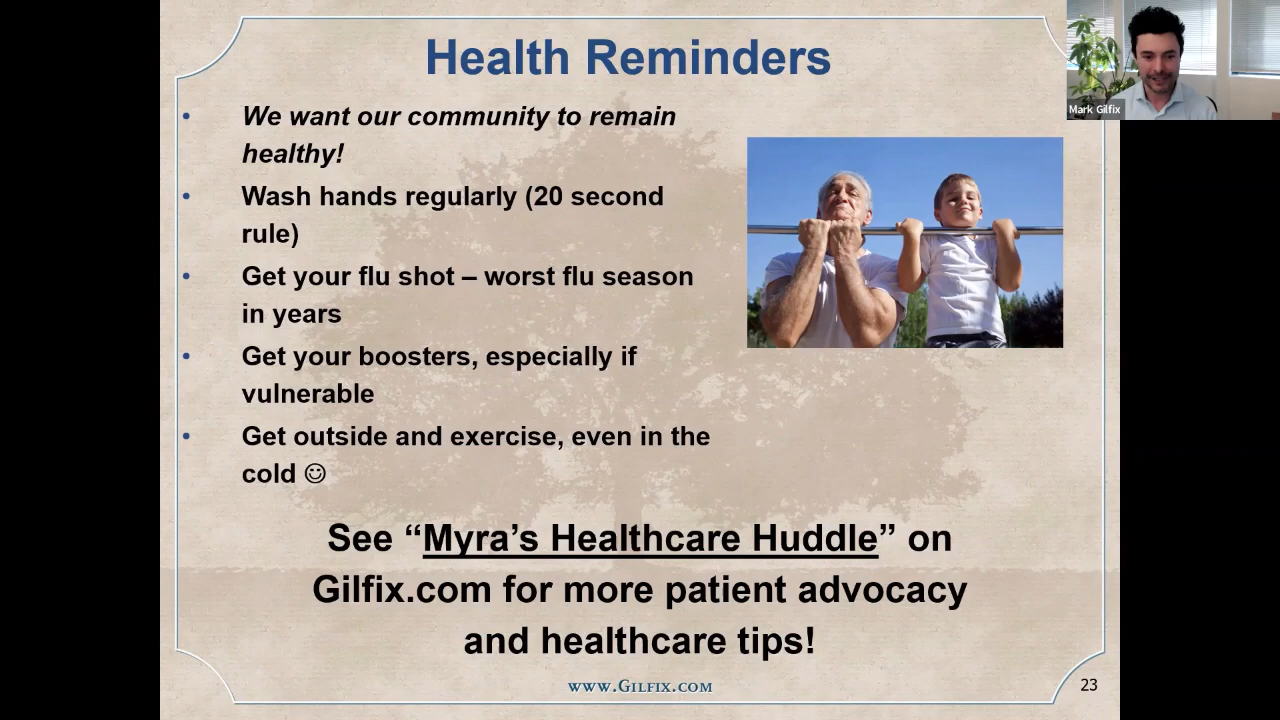 Health Reminders
• We want our community to remain
healthy!
• Wash hands regularly (20 second
rule)
• Get your flu shot – worst flu season
in years
• Get your boosters, especially if
vulnerable
• Get outside and exercise, even in the
cold ☺
See “Myra’s Healthcare Huddle” on
Gilfix.com for more patient advocacy
and healthcare tips!
www.Gilfix.com
23
Mark Gilfix